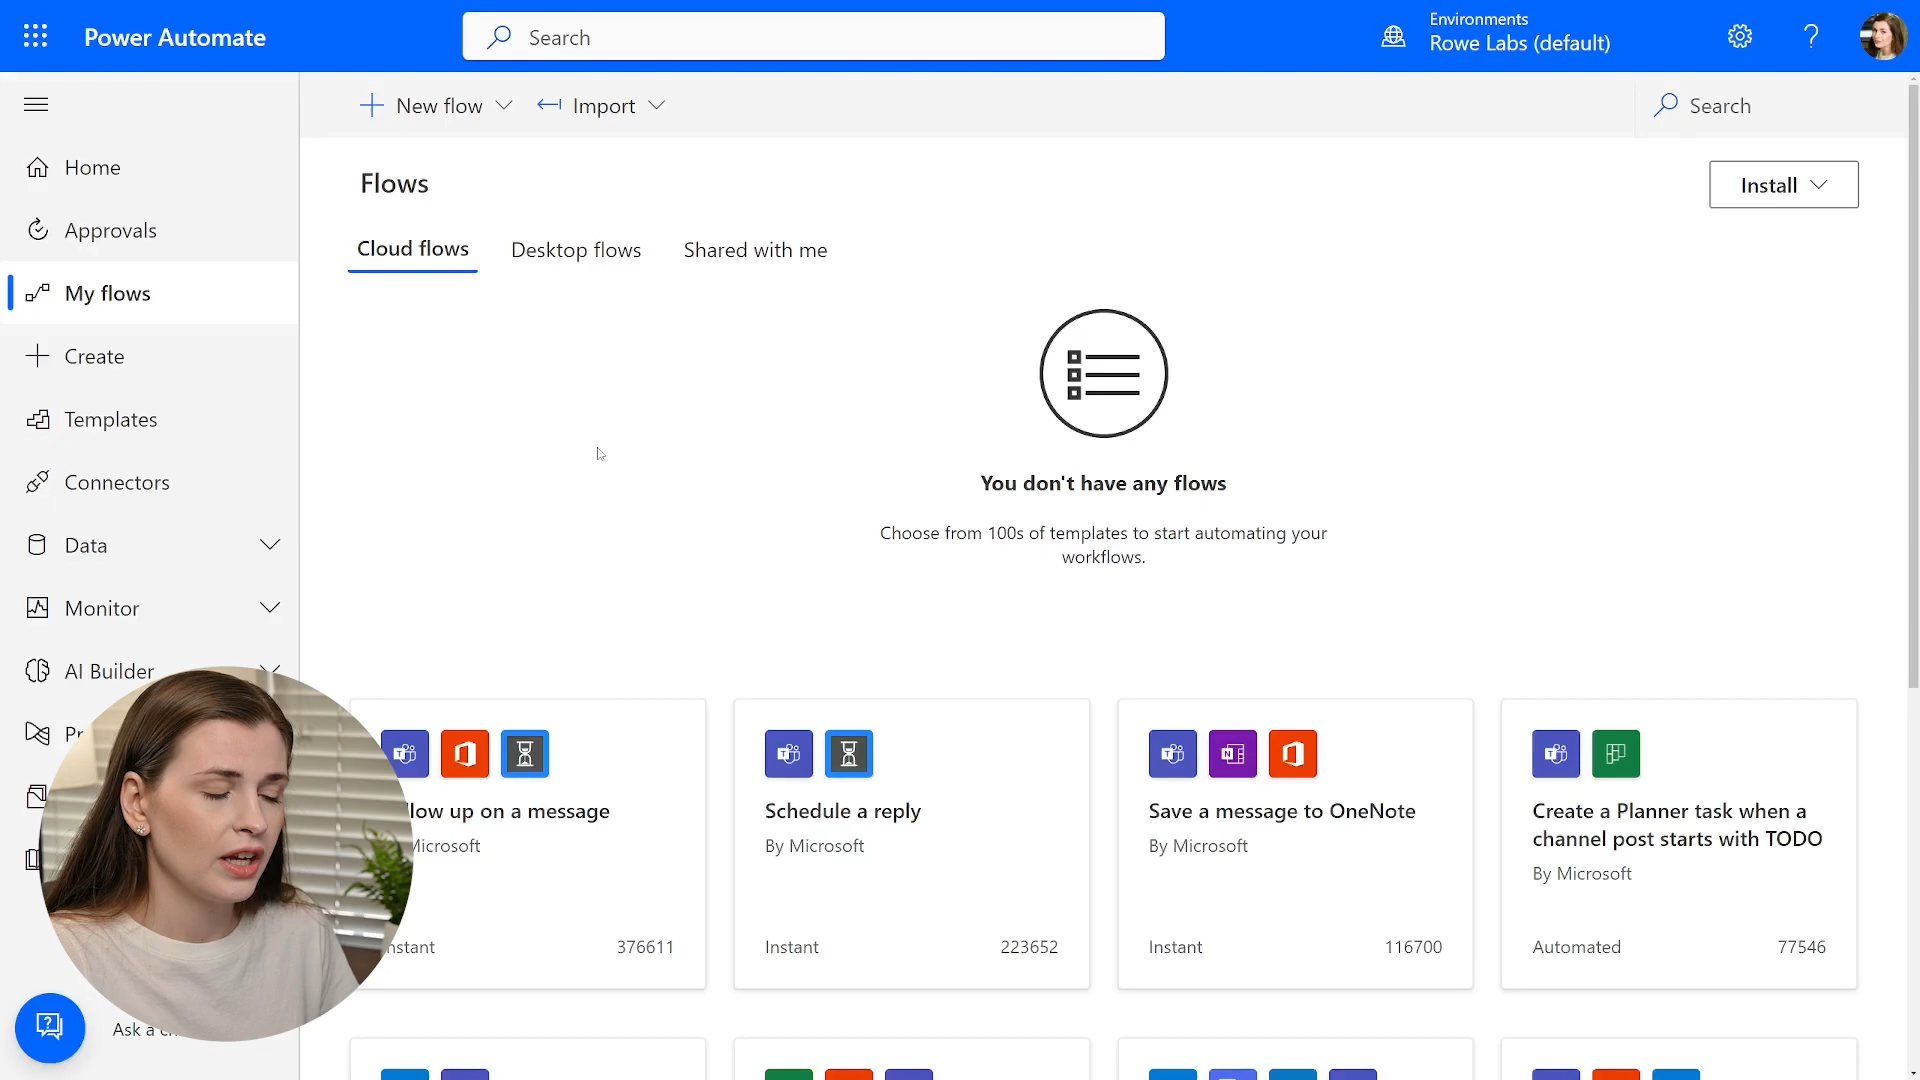 Power Automate
Search
Environments
Rowe Labs (default)
?
New flow
Import
Search
Home
Approvals
My flows
Create
Templates
Connectors
Data
Monitor
AI Builder
Flows
Install
Cloud flows
Desktop flows
Shared with me
You don't have any flows
Choose from 100s of templates to start automating your
workflows.
low up on a message
Microsoft
nstant
376611
Schedule a reply
By Microsoft
Instant
223652
Save a message to OneNote
By Microsoft
Instant
116700
Create a Planner task when a
channel post starts with TODO
By Microsoft
Automated
77546
Ask a